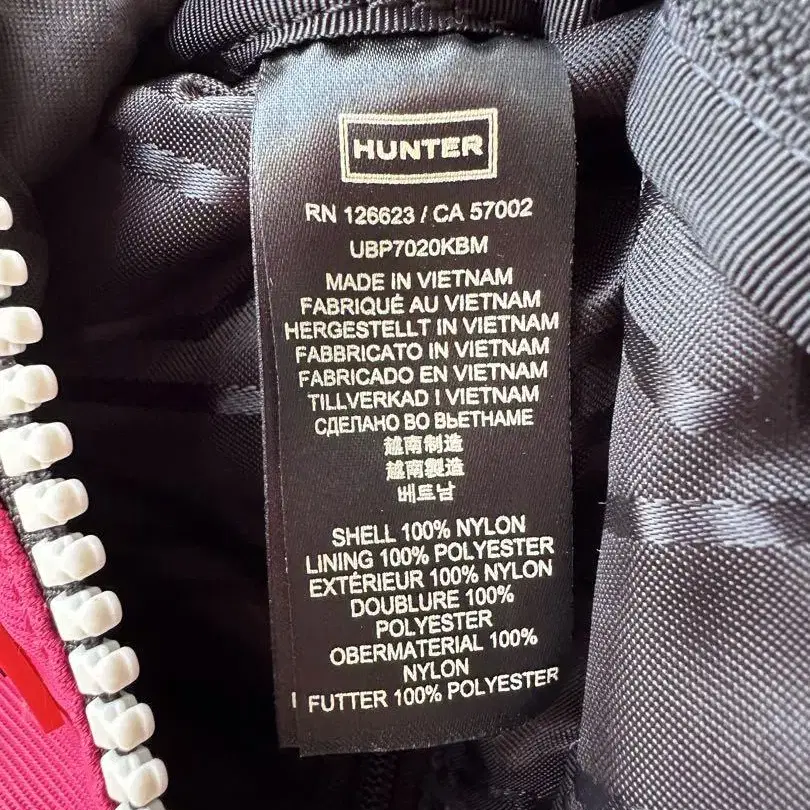 HUNTER
RN 126623 / CA 57002
UBP7020KBM
MADE IN VIETNAM
FABRIQUÉ AU VIETNAM
HERGESTELLT IN VIETNAM
FABBRICATO IN VIETNAM
FABRICADO EN VIETNAM
TILLVERKAD I VIETNAM
СДЕЛАНО ВО ВЬЕТНАМЕ
越南制造
越南製造
베트남
SHELL 100% NYLON
LINING 100% POLYESTER
EXTÉRIEUR 100% NYLON
DOUBLURE 100%
POLYESTER
OBERMATERIAL 100%
NYLON
FUTTER 100% POLYESTER